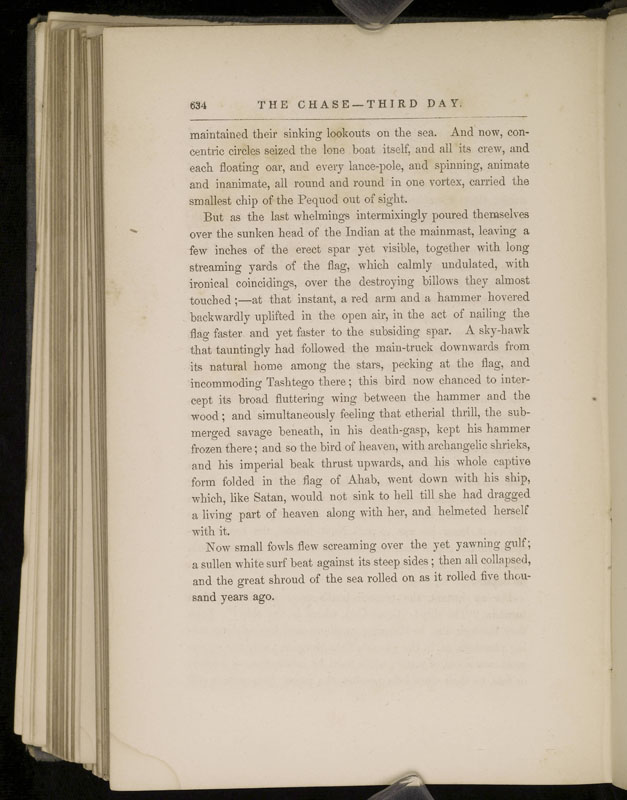 634 THE CHASE—THIRD DAY.
maintained their sinking lookouts on the sea. And now, con-
centric circles seized the lone boat itself, and all its crew, and
each floating oar, and every lance-pole, and spinning, animate
and inanimate, all round and round in one vortex, carried the
smallest chip of the Pequod out of sight.
But as the last whelmings intermixingly poured themselves
over the sunken head of the Indian at the mainmast, leaving a
few inches of the erect spar yet visible, together with long
streaming yards of the flag, which calmly undulated, with
ironical coincidings, over the destroying billows they almost
touched ;—at that instant, a red arm and a hammer hovered
backwardly uplifted in the open air, in the act of nailing the
flag faster and yet faster to the subsiding spar. A sky-hawk
that tauntingly had followed the main-truck downwards from
its natural home among the stars, pecking at the flag, and
incommoding Tashtego there ; this bird now chanced to inter-
cept its broad fluttering wing between the hammer and the
wood ; and simultaneously feeling that etherial thrill, the sub-
merged savage beneath, in his death-gasp, kept his hammer
frozen there ; and so the bird of heaven, with archangelic shrieks,
and his imperial beak thrust upwards, and his whole captive
form folded in the flag of Ahab, went down with his ship,
which, like Satan, would not sink to hell till she had dragged
a living part of heaven along with her, and helmeted herself
with it.
Now small fowls flew screaming over the yet yawning gulf ;
a sullen white surf beat against its steep sides ; then all collapsed,
and the great shroud of the sea rolled on as it rolled five thou-
sand years ago.